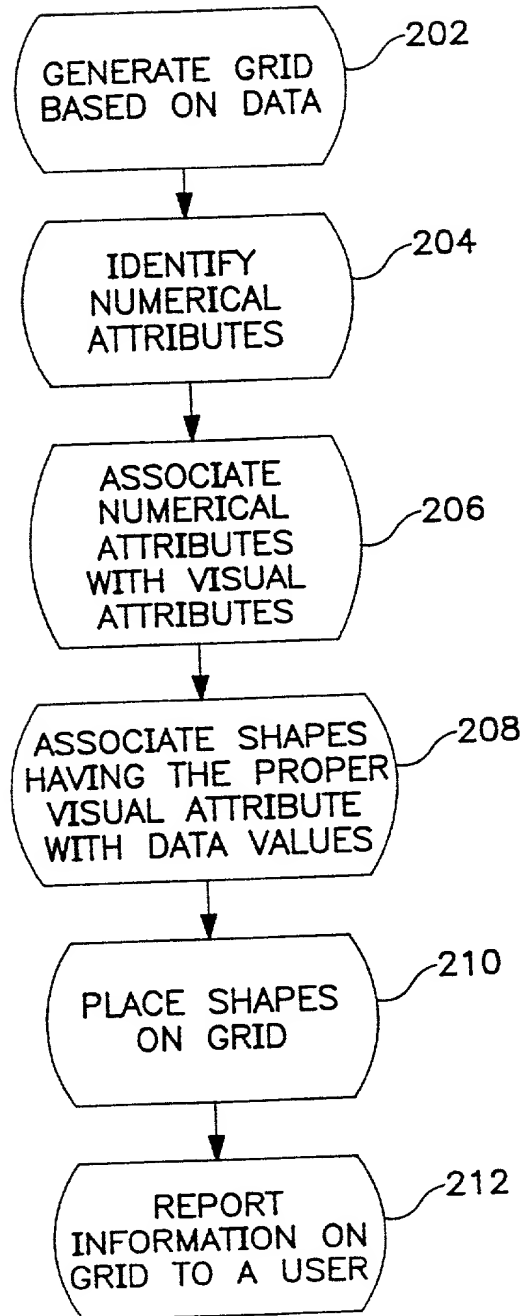 202
GENERATE GRID
BASED ON DATA
204
IDENTIFY
NUMERICAL
ATTRIBUTES
206
ASSOCIATE
NUMERICAL
ATTRIBUTES
WITH VISUAL
ATTRIBUTES
208
ASSOCIATE SHAPES
HAVING THE PROPER
VISUAL ATTRIBUTE
WITH DATA VALUES
210
PLACE SHAPES
ON GRID
212
REPORT
INFORMATION ON
GRID TO A USER